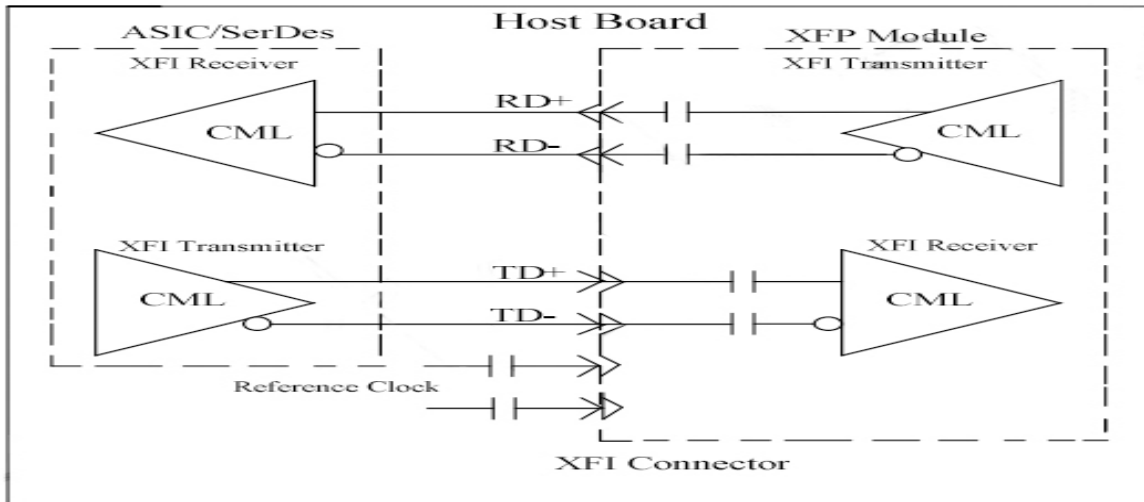 Host Board
ASIC/SerDes
XFP Module
XFI Receiver
XFI Transmitter
RD+
CML
CML
RD-
XFI Transmitter
XFI Receiver
TD+
CML
CML
TD-
Reference Clock
XFI Connector